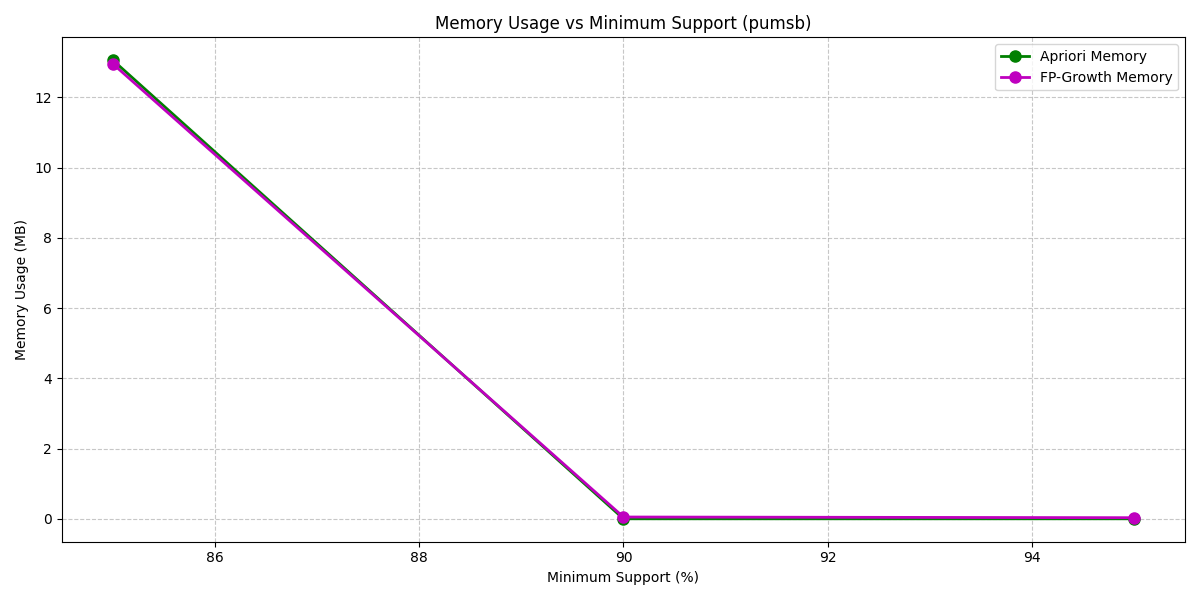 Memory Usage vs Minimum Support (pumsb)
Apriori Memory
FP-Growth Memory
Memory Usage (MB)
12
10
8
6
4
2
0
86 88 90 92 94
Minimum Support (%)